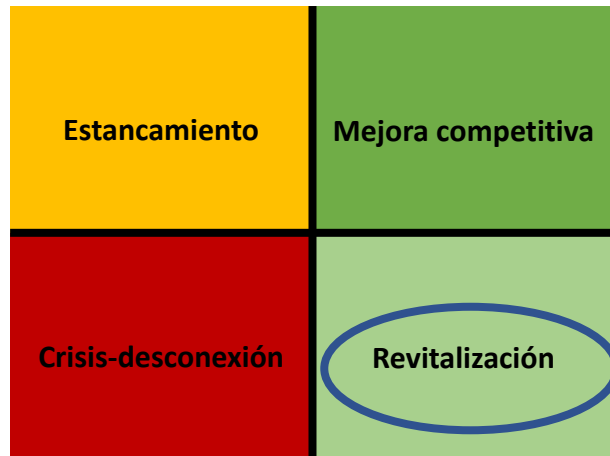 Estancamiento
Mejora competitiva
Crisis-desconexión
Revitalización